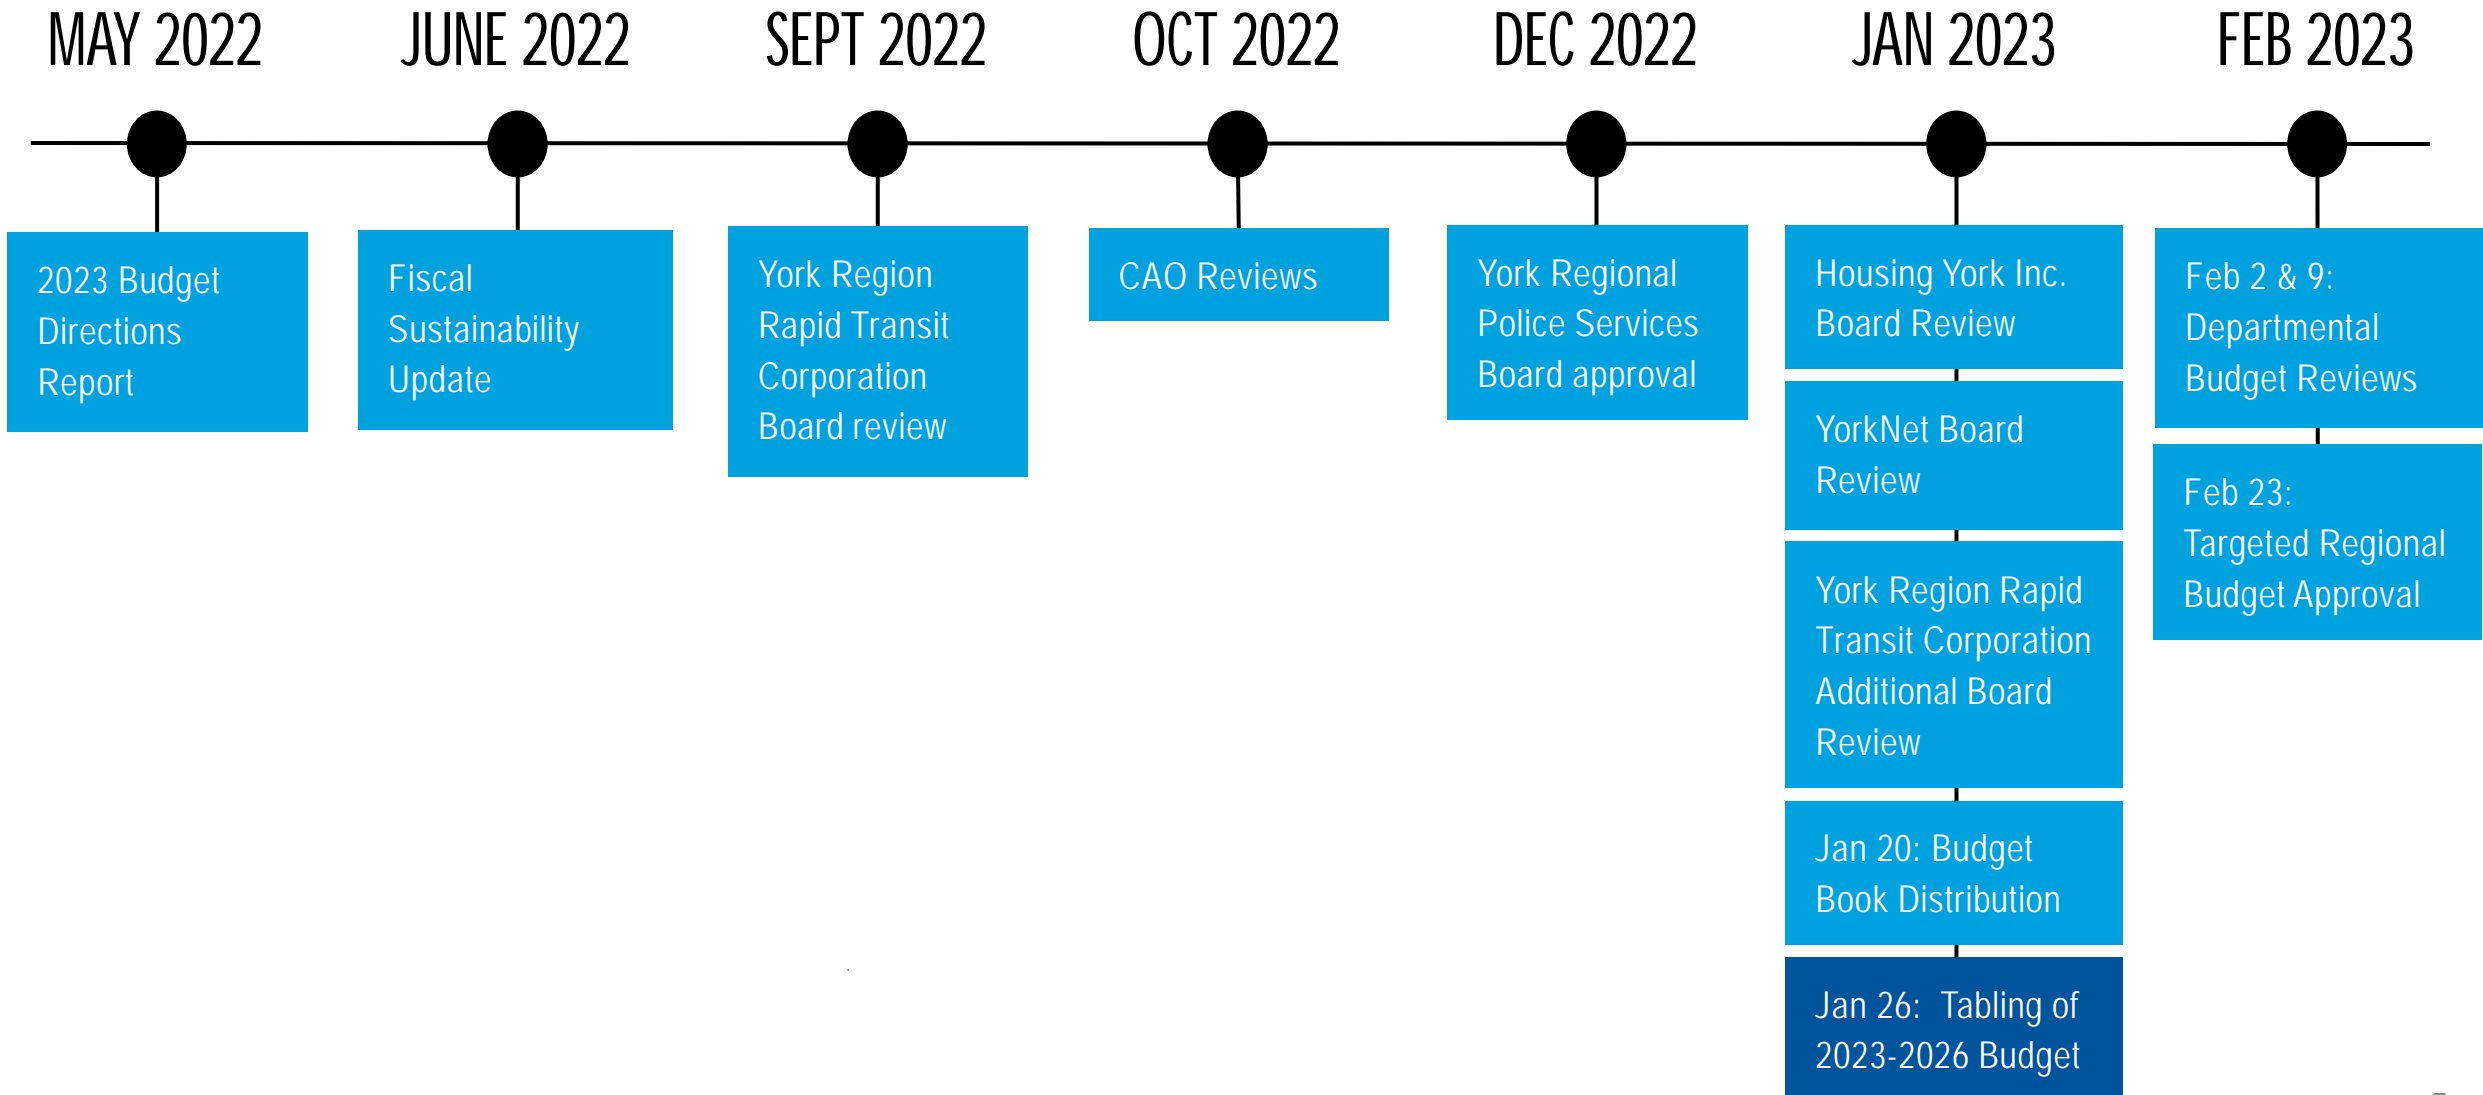 MAY 2022
JUNE 2022
SEPT 2022
OCT 2022
DEC 2022
JAN 2023
FEB 2023
2023 Budget
Directions
Report
Fiscal
Sustainability
Update
York Region
Rapid Transit
Corporation
Board review
CAO Reviews
York Regional
Police Services
Board approval
Housing York Inc.
Board Review
YorkNet Board
Review
York Region Rapid
Transit Corporation
Additional Board
Review
Jan 20: Budget
Book Distribution
Jan 26: Tabling of
2023-2026 Budget
Feb 2 & 9:
Departmental
Budget Reviews
Feb 23:
Targeted Regional
Budget Approval